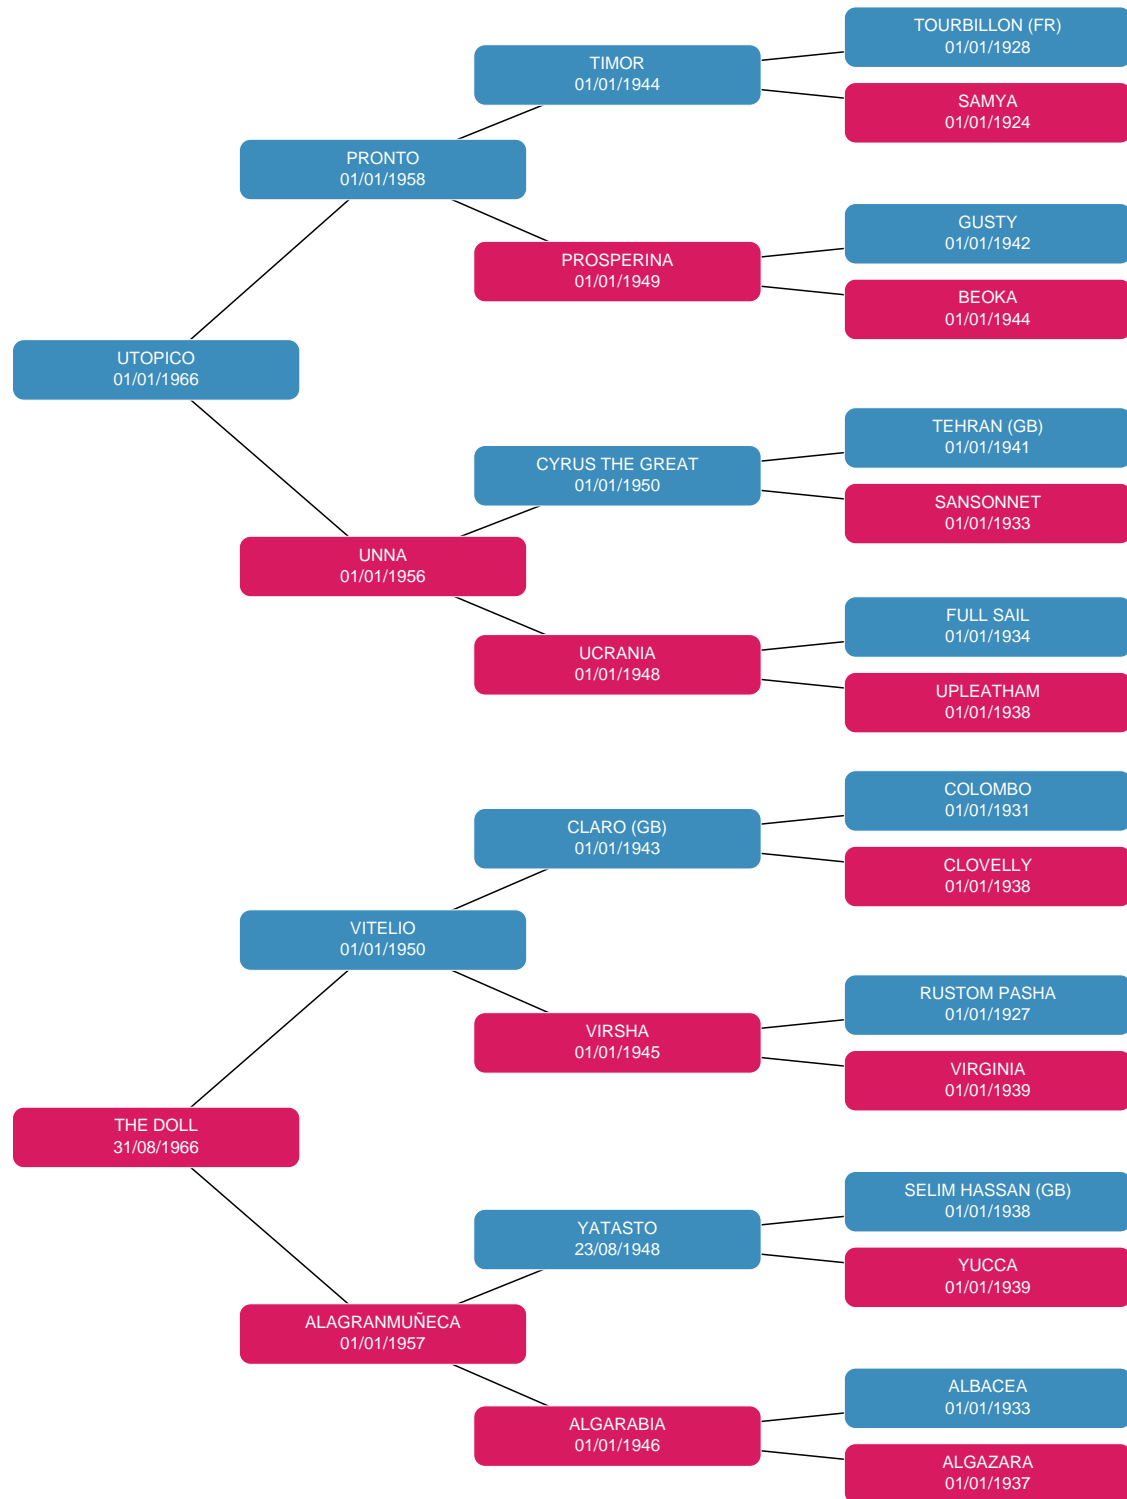 TOURBILLON (FR)
01/01/1928
TIMOR
01/01/1944
SAMYA
01/01/1924
PRONTO
01/01/1958
GUSTY
01/01/1942
PROSPERINA
01/01/1949
BEOKA
01/01/1944
UTOPICO
01/01/1966
TEHRAN (GB)
01/01/1941
CYRUS THE GREAT
01/01/1950
SANSONNET
01/01/1933
UNNA
01/01/1956
FULL SAIL
01/01/1934
UCRANIA
01/01/1948
UPLEATHAM
01/01/1938
COLOMBO
01/01/1931
CLARO (GB)
01/01/1943
CLOVELLY
01/01/1938
VITELIO
01/01/1950
RUSTOM PASHA
01/01/1927
VIRSHA
01/01/1945
VIRGINIA
01/01/1939
THE DOLL
31/08/1966
SELIM HASSAN (GB)
01/01/1938
YATASTO
23/08/1948
YUCCA
01/01/1939
ALAGRANMUÑECA
01/01/1957
ALBACEA
01/01/1933
ALGARABIA
01/01/1946
ALGAZARA
01/01/1937